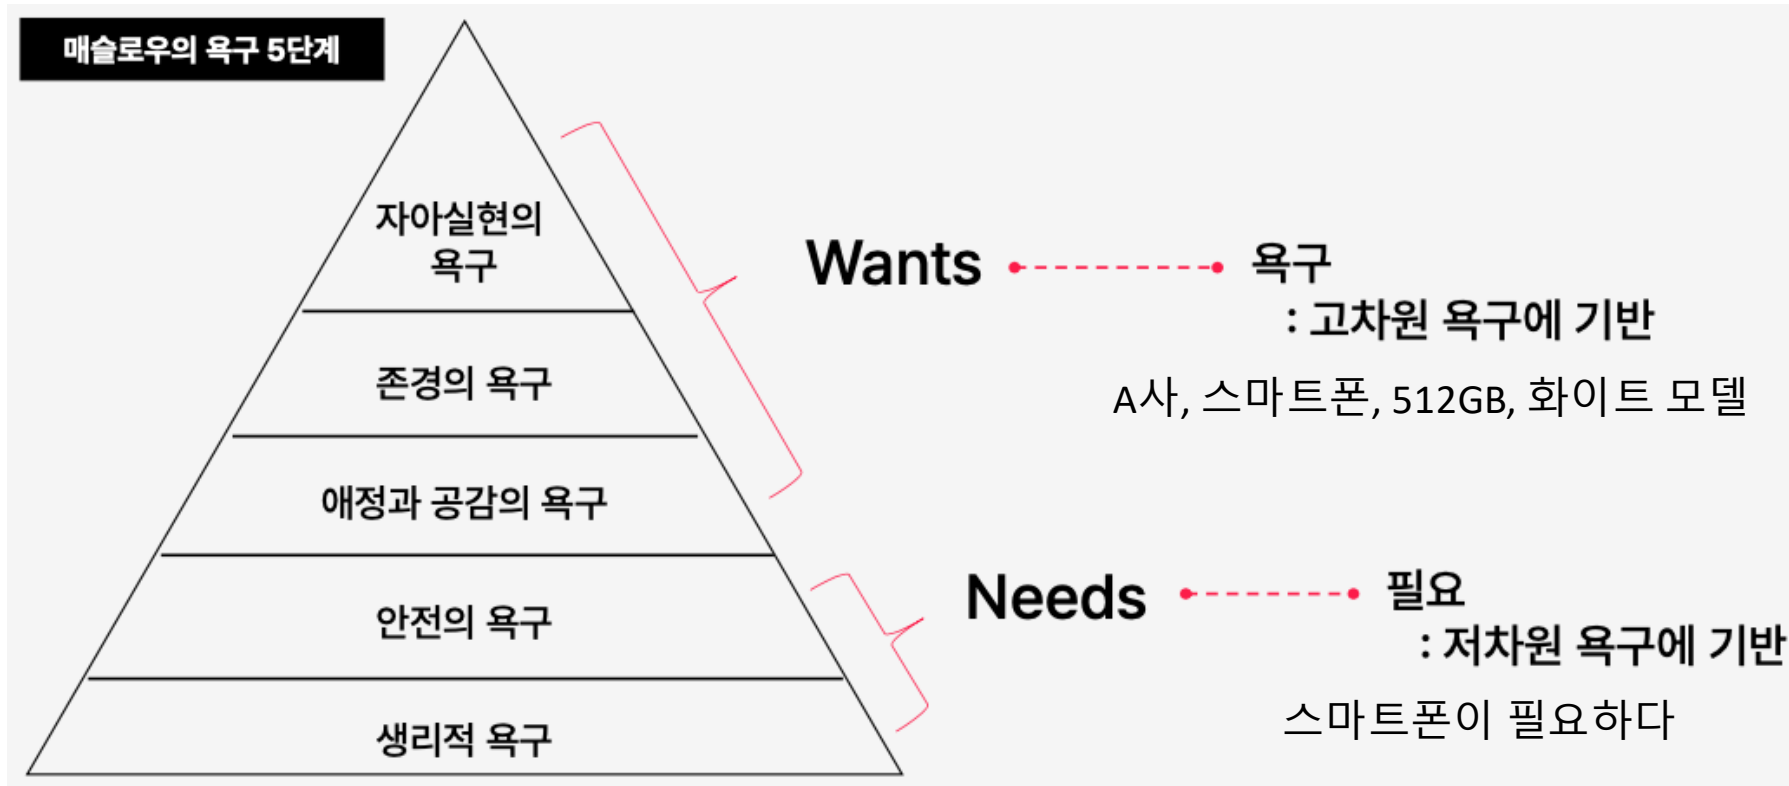 매슬로우의 욕구 5단계
자아실현의
욕구
존경의 욕구
애정과 공감의 욕구
안전의 욕구
생리적 욕구
Wants
욕구
: 고차원 욕구에 기반
A사, 스마트폰, 512GB, 화이트 모델
Needs
필요
: 저차원 욕구에 기반
스마트폰이 필요하다